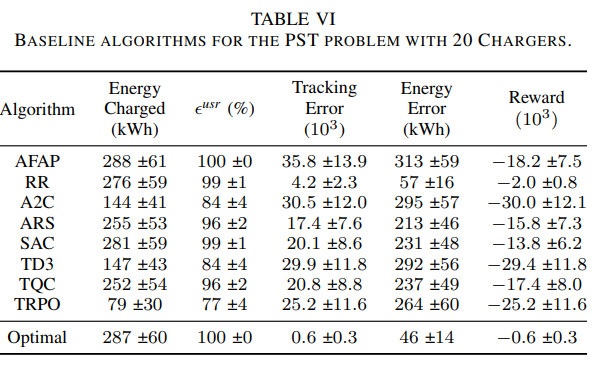 TABLE VI
BASELINE ALGORITHMS FOR THE PST PROBLEM WITH 20 CHARGERS.
Algorithm Energy Charged (kWh) ϵ^usr (%) Tracking Error (10^3) Energy Error (kWh) Reward (10^3)
AFAP 288 ±61 100 ±0 35.8 ±13.9 313 ±59 −18.2 ±7.5
RR 276 ±59 99 ±1 4.2 ±2.3 57 ±16 −2.0 ±0.8
A2C 144 ±41 84 ±4 30.5 ±12.0 295 ±57 −30.0 ±12.1
ARS 255 ±53 96 ±2 17.4 ±7.6 213 ±46 −15.8 ±7.3
SAC 281 ±59 99 ±1 20.1 ±8.6 231 ±48 −13.8 ±6.2
TD3 147 ±43 84 ±4 29.9 ±11.8 292 ±56 −29.4 ±11.8
TQC 252 ±54 96 ±2 20.8 ±8.8 237 ±49 −17.4 ±8.0
TRPO 79 ±30 77 ±4 25.2 ±11.6 264 ±60 −25.2 ±11.6
Optimal 287 ±60 100 ±0 0.6 ±0.3 46 ±14 −0.6 ±0.3